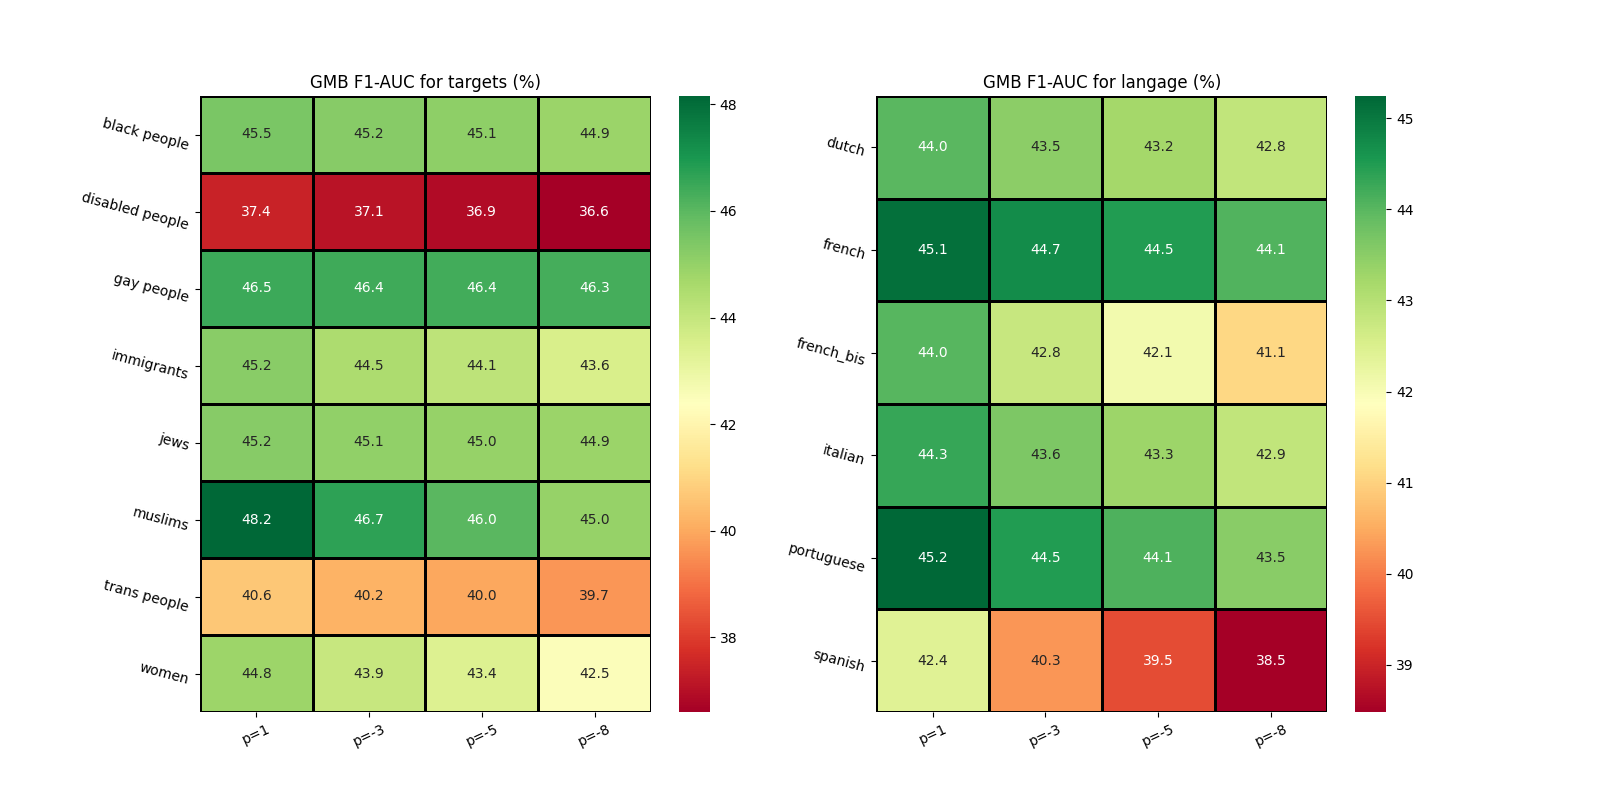 GMB F1-AUC for targets (%)
black people 45.5 45.2 45.1 44.9
disabled people 37.4 37.1 36.9 36.6
gay people 46.5 46.4 46.4 46.3
immigrants 45.2 44.5 44.1 43.6
jews 45.2 45.1 45.0 44.9
muslims 48.2 46.7 46.0 45.0
trans people 40.6 40.2 40.0 39.7
women 44.8 43.9 43.4 42.5
p=1 p=-3 p=-5 p=-8
48
46
44
42
40
38
GMB F1-AUC for langage (%)
dutch 44.0 43.5 43.2 42.8
french 45.1 44.7 44.5 44.1
french_bis 44.0 42.8 42.1 41.1
italian 44.3 43.6 43.3 42.9
portuguese 45.2 44.5 44.1 43.5
spanish 42.4 40.3 39.5 38.5
p=1 p=-3 p=-5 p=-8
45
44
43
42
41
40
39